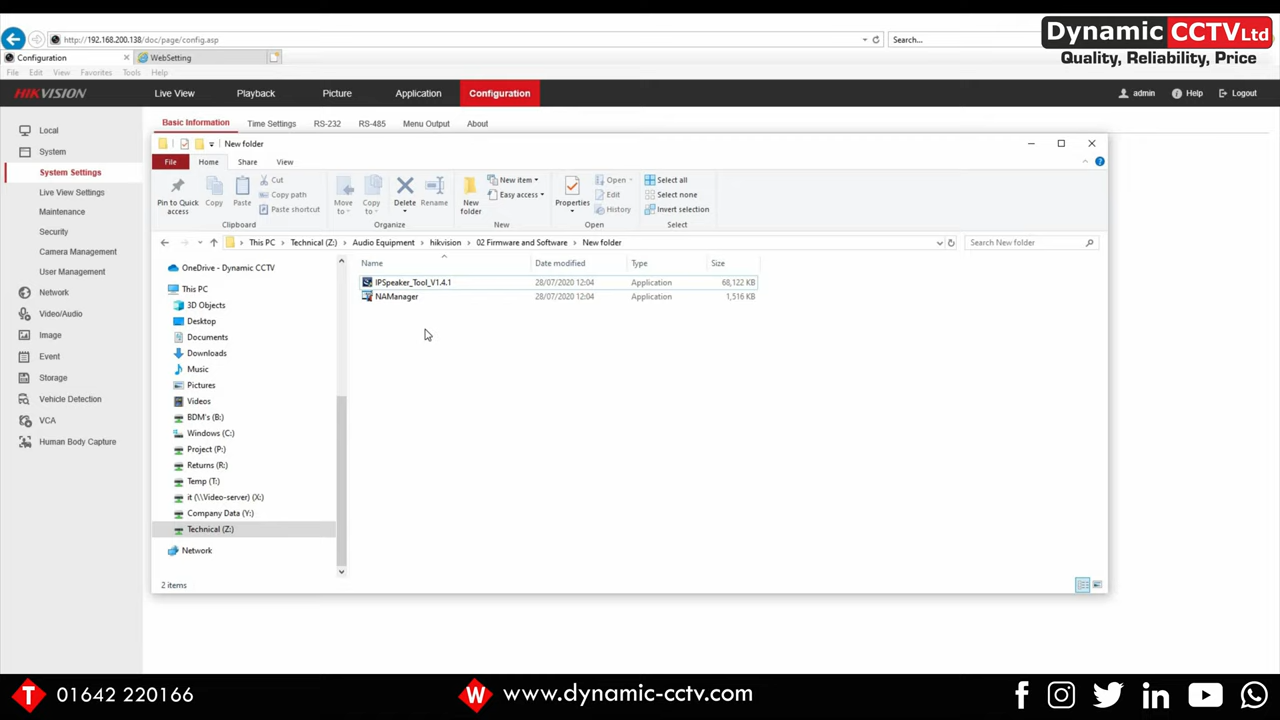 Dynamic CCTV Ltd
Quality, Reliability, Price
http://192.168.200.138/doc/page/config.asp
Search...
Configuration
WebSetting
File Edit View Favorites Tools Help
HIKVISION Live View Playback Picture Application Configuration admin Help Logout
Local
System
System Settings
Live View Settings
Maintenance
Security
Camera Management
User Management
Network
Video/Audio
Image
Event
Storage
Vehicle Detection
VCA
Human Body Capture
Basic Information Time Settings RS-232 RS-485 Menu Output About
New folder
File Home Share View
Pin to Quick access
Copy
Paste
Cut
Copy path
Paste shortcut
Clipboard
Move to
Copy to
Delete
Rename
Organize
New folder
New item
Easy access
New
Properties
Open
Edit
History
Open
Select all
Select none
Invert selection
Select
This PC > Technical (Z:) > Audio Equipment > hikvision > 02 Firmware and Software > New folder
Search New folder
Name Date modified Type Size
IPSpeaker_Tool_V1.4.1 28/07/2020 12:04 Application 68,122 KB
NAManager 28/07/2020 12:04 Application 1,516 KB
OneDrive - Dynamic CCTV
This PC
3D Objects
Desktop
Documents
Downloads
Music
Pictures
Videos
BDM's (B:)
Windows (C:)
Project (P:)
Returns (R:)
Temp (T:)
it (\\Video-server) (X:)
Company Data (Y:)
Technical (Z:)
Network
2 items
T 01642 220166
W www.dynamic-cctv.com